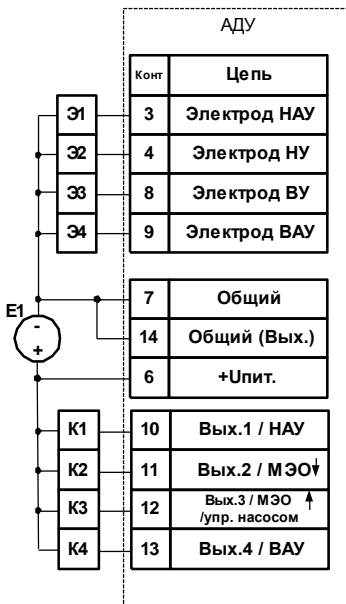 АДУ
Конт Цепь
Э1 3 Электрод НАУ
Э2 4 Электрод НУ
Э3 8 Электрод ВУ
Э4 9 Электрод ВАУ
7 Общий
E1
-
+
14 Общий (Вых.)
6 +Uпит.
К1 10 Вых.1 / НАУ
К2 11 Вых.2 / МЭО
К3 12 Вых.3 / МЭО
/упр. насосом
К4 13 Вых.4 / ВАУ